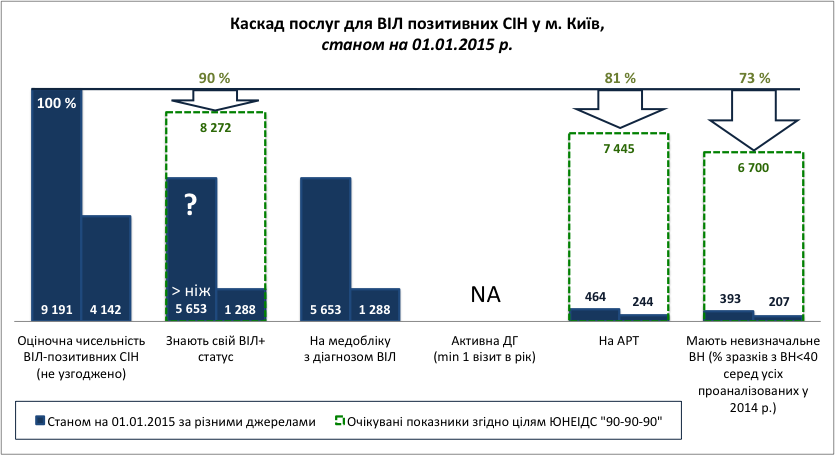 Каскад послуг для ВІЛ позитивних СІН у м. Київ,
станом на 01.01.2015 р.
90 %
81 %
73 %
100 %
8 272
7 445
6 700
?
> ніж
9 191
4 142
5 653
1 288
5 653
1 288
NA
464
244
393
207
Оціночна чисельність
ВІЛ-позитивних СІН
(не узгоджено)
Знають свій ВІЛ+
статус
На медобліку
з діагнозом ВІЛ
Активна ДГ
(min 1 візит в рік)
На АРТ
Мають невизначальне
ВН (% зразків з ВН<40
серед усіх
проаналізованих у
2014 р.)
Станом на 01.01.2015 за різними джерелами
Очікувані показники згідно цілям ЮНЕІДС "90-90-90"